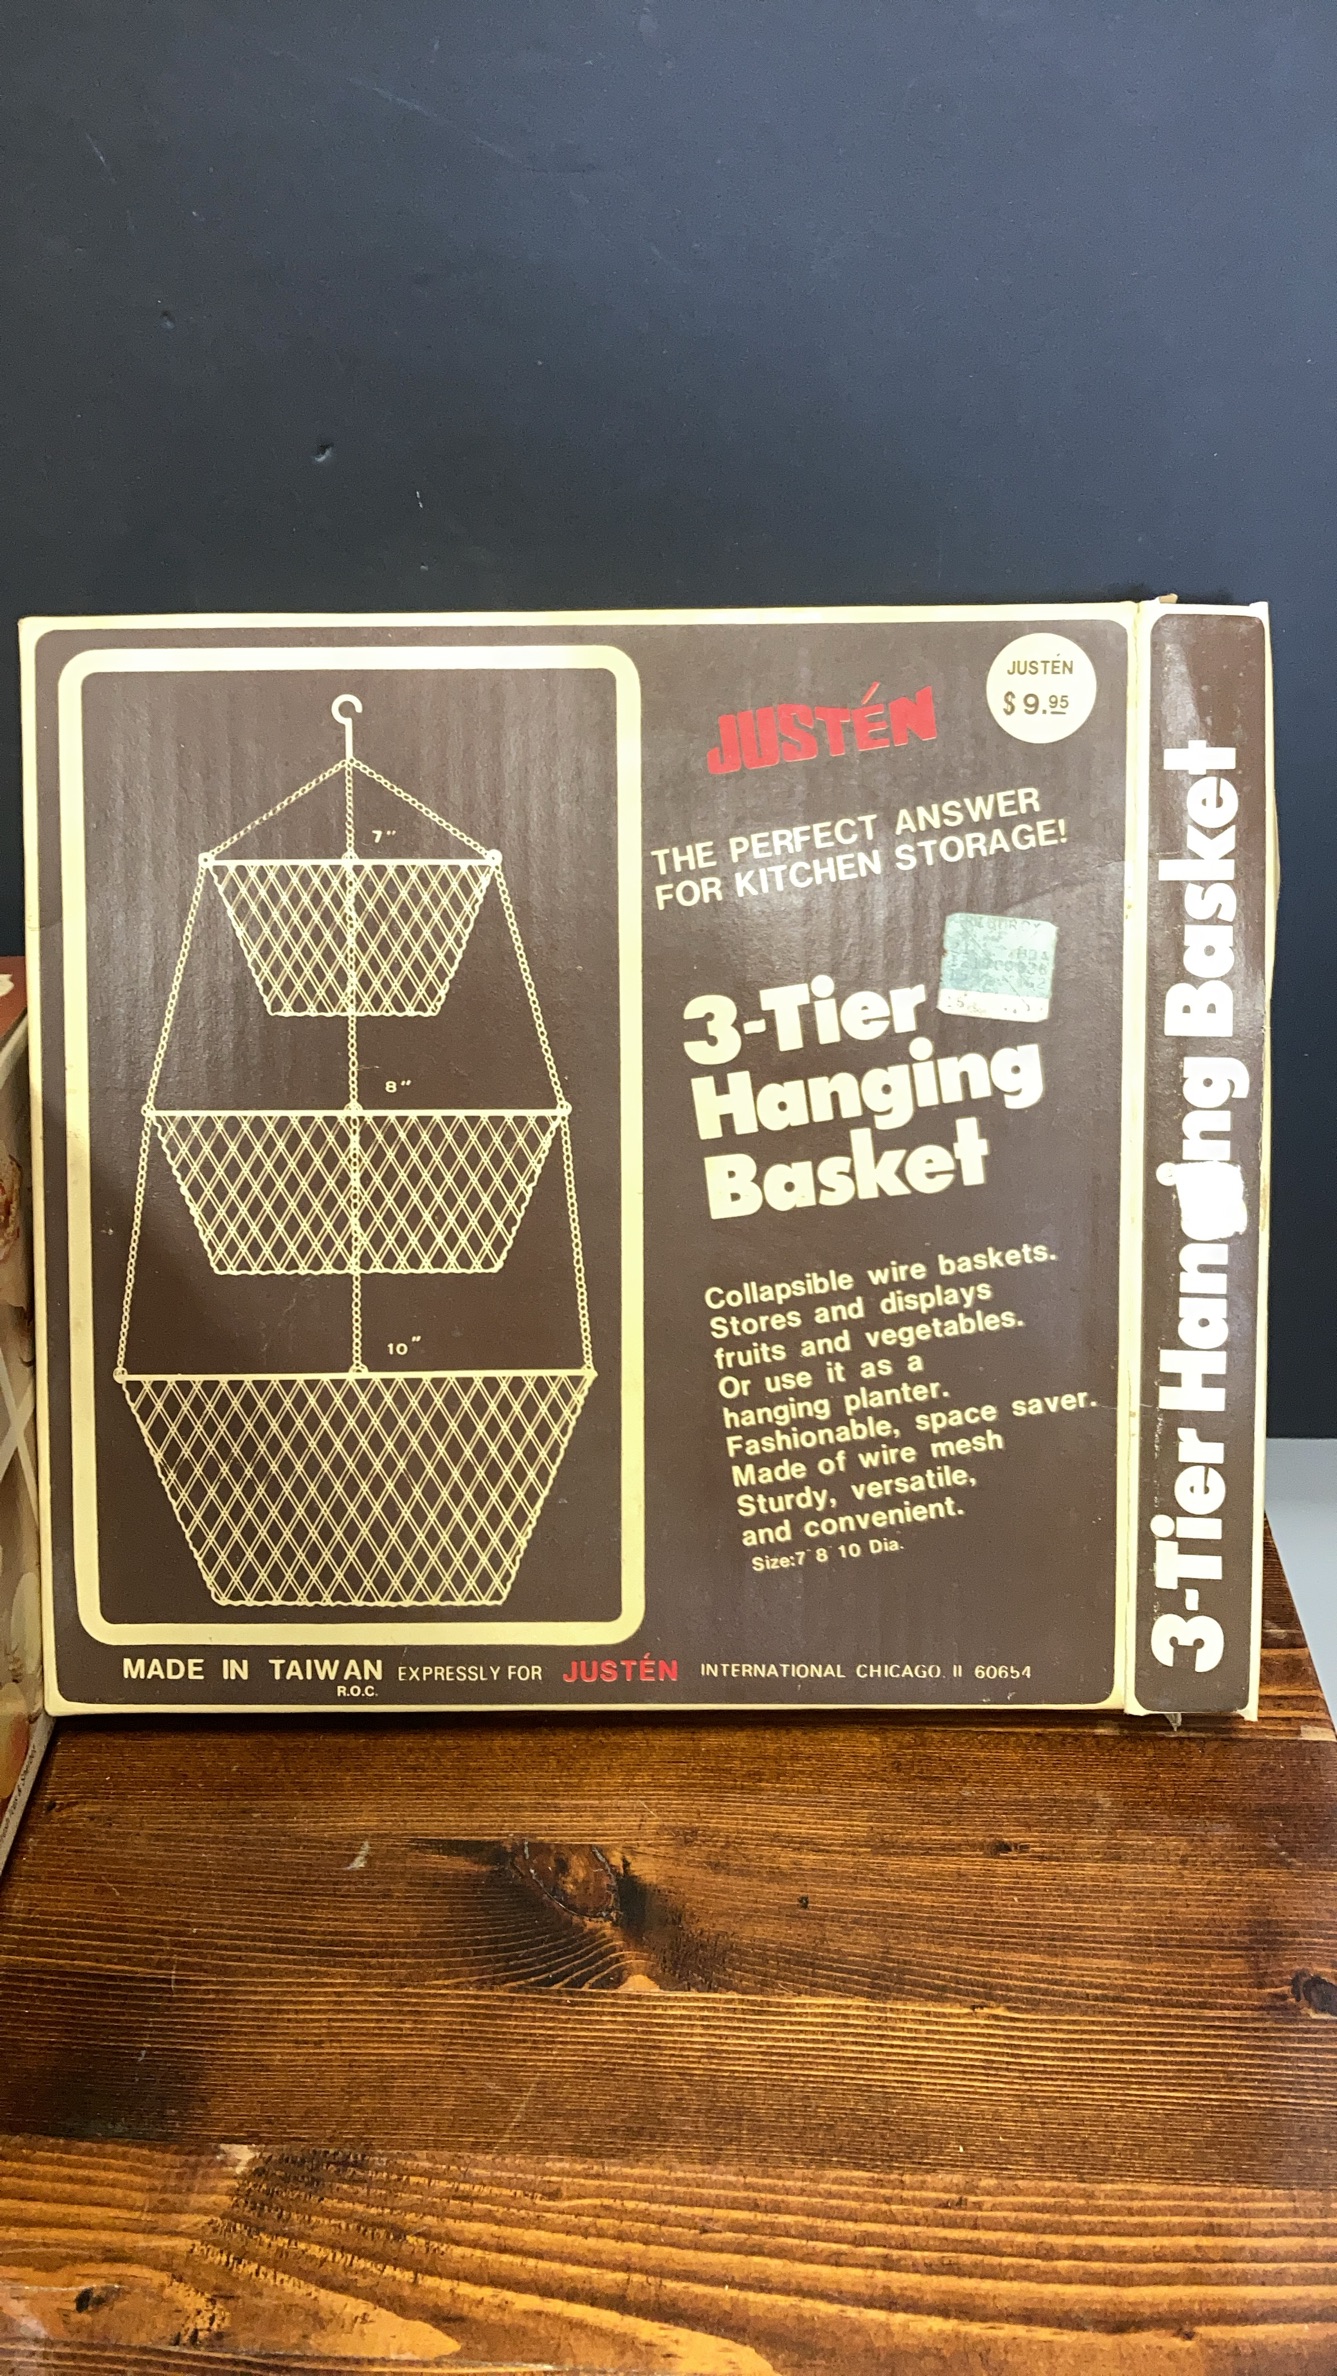 JUSTÉN
$ 9.95
JUSTÉN
THE PERFECT ANSWER
FOR KITCHEN STORAGE!
3-Tier
Hanging
Basket
Collapsible wire baskets.
Stores and displays
fruits and vegetables.
Or use it as a
hanging planter.
Fashionable, space saver.
Made of wire mesh
Sturdy, versatile,
and convenient.
Size:7" 8" 10 Dia.
7"
8"
10"
MADE IN TAIWAN EXPRESSLY FOR JUSTÉN INTERNATIONAL CHICAGO. Il 60654
R.O.C.
3-Tier Hanging Basket